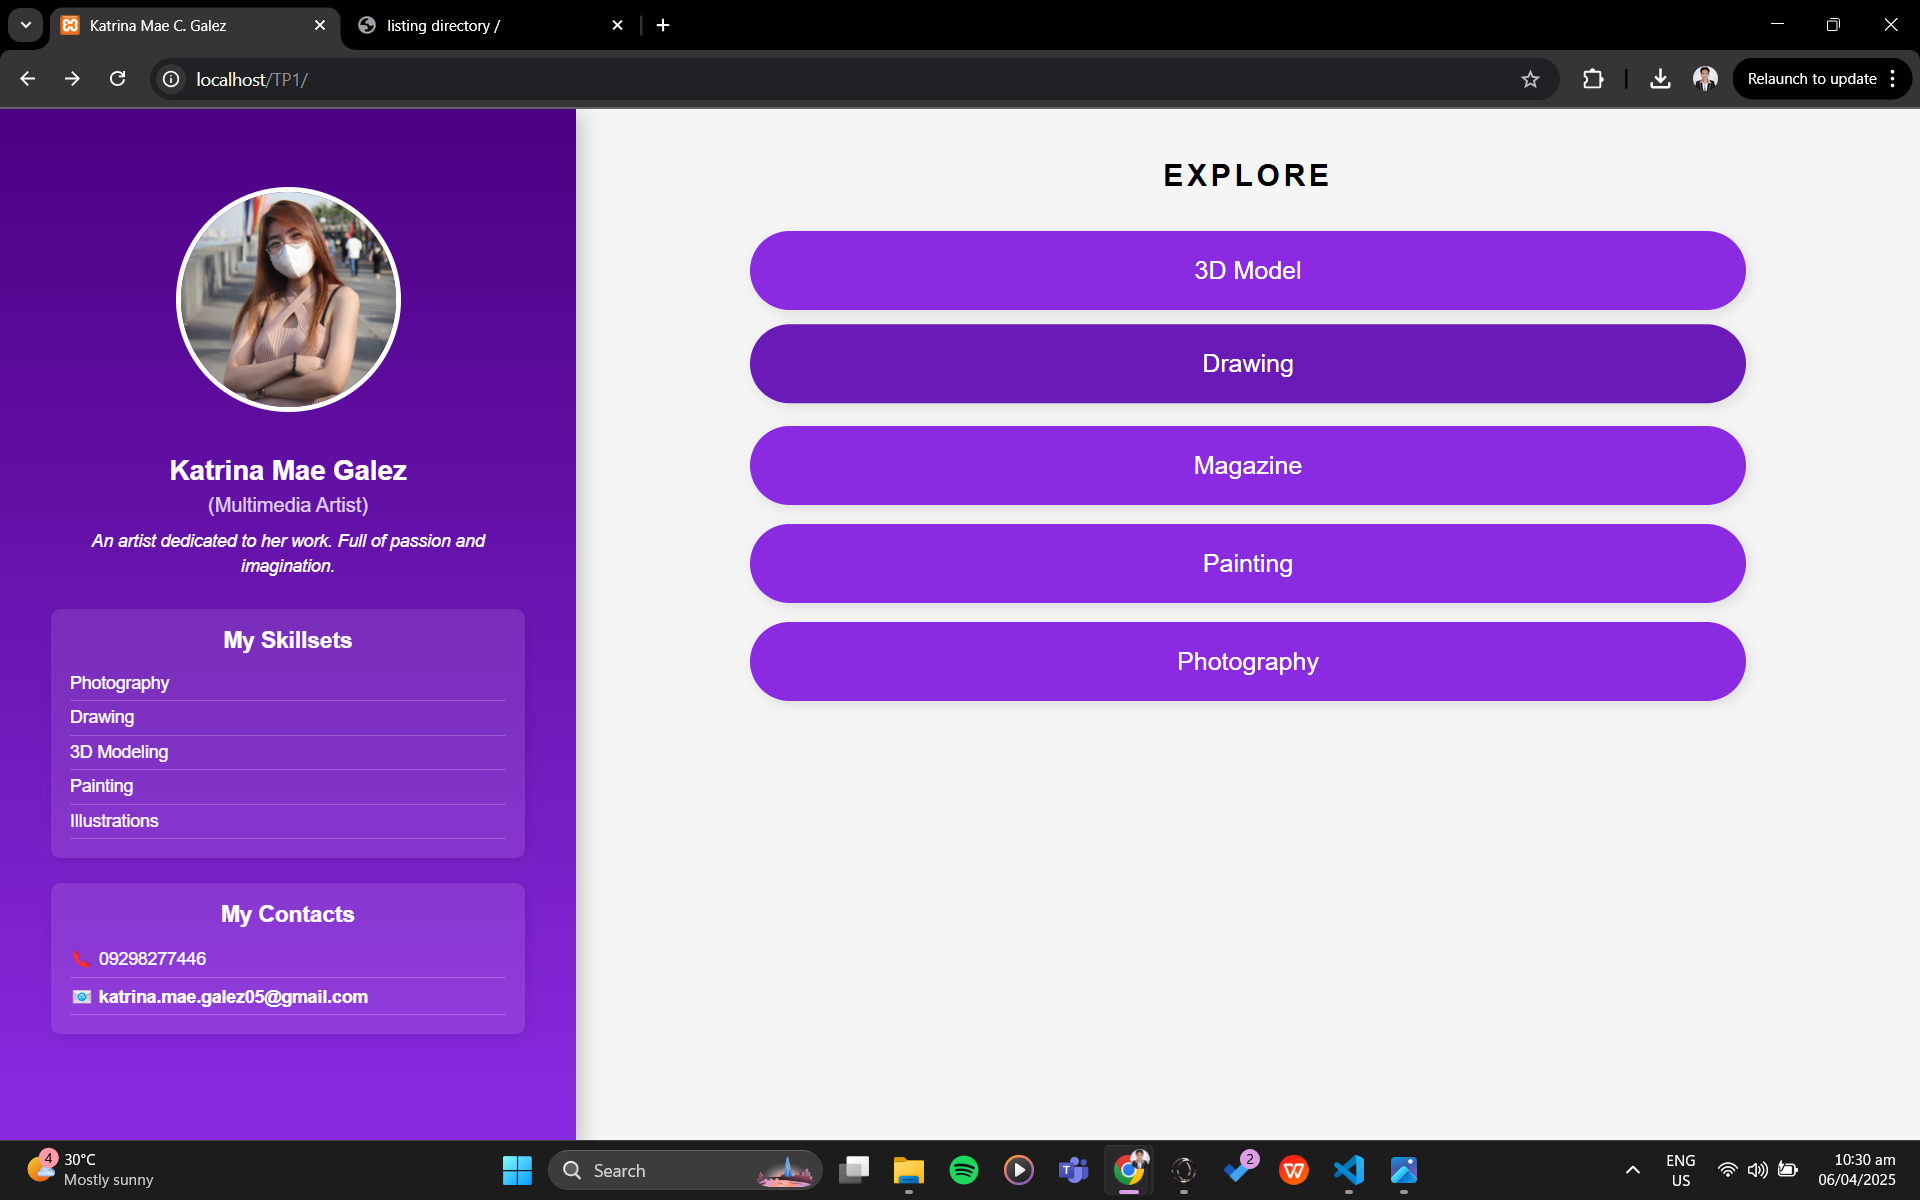 Katrina Mae C. Galez
listing directory /
localhost/TP1/
Relaunch to update
Katrina Mae Galez
(Multimedia Artist)
An artist dedicated to her work. Full of passion and
imagination.
My Skillsets
Photography
Drawing
3D Modeling
Painting
Illustrations
My Contacts
09298277446
katrina.mae.galez05@gmail.com
EXPLORE
3D Model
Drawing
Magazine
Painting
Photography
4
30°C
Mostly sunny
Search
2
ENG
US
10:30 am
06/04/2025